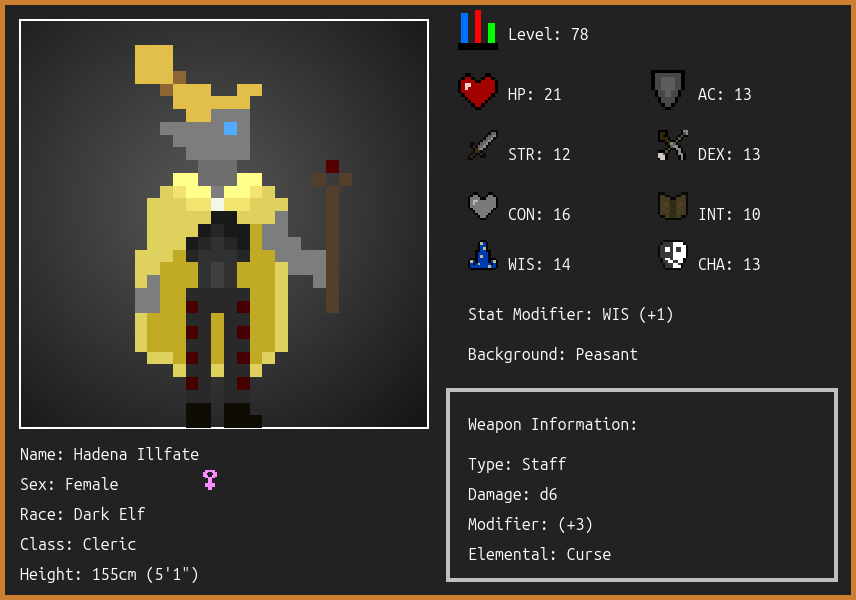 Level: 78
HP: 21
AC: 13
STR: 12
DEX: 13
CON: 16
INT: 10
WIS: 14
CHA: 13
Stat Modifier: WIS (+1)
Background: Peasant
Weapon Information:
Type: Staff
Damage: d6
Modifier: (+3)
Elemental: Curse
Name: Hadena Illfate
Sex: Female
Race: Dark Elf
Class: Cleric
Height: 155cm (5'1")